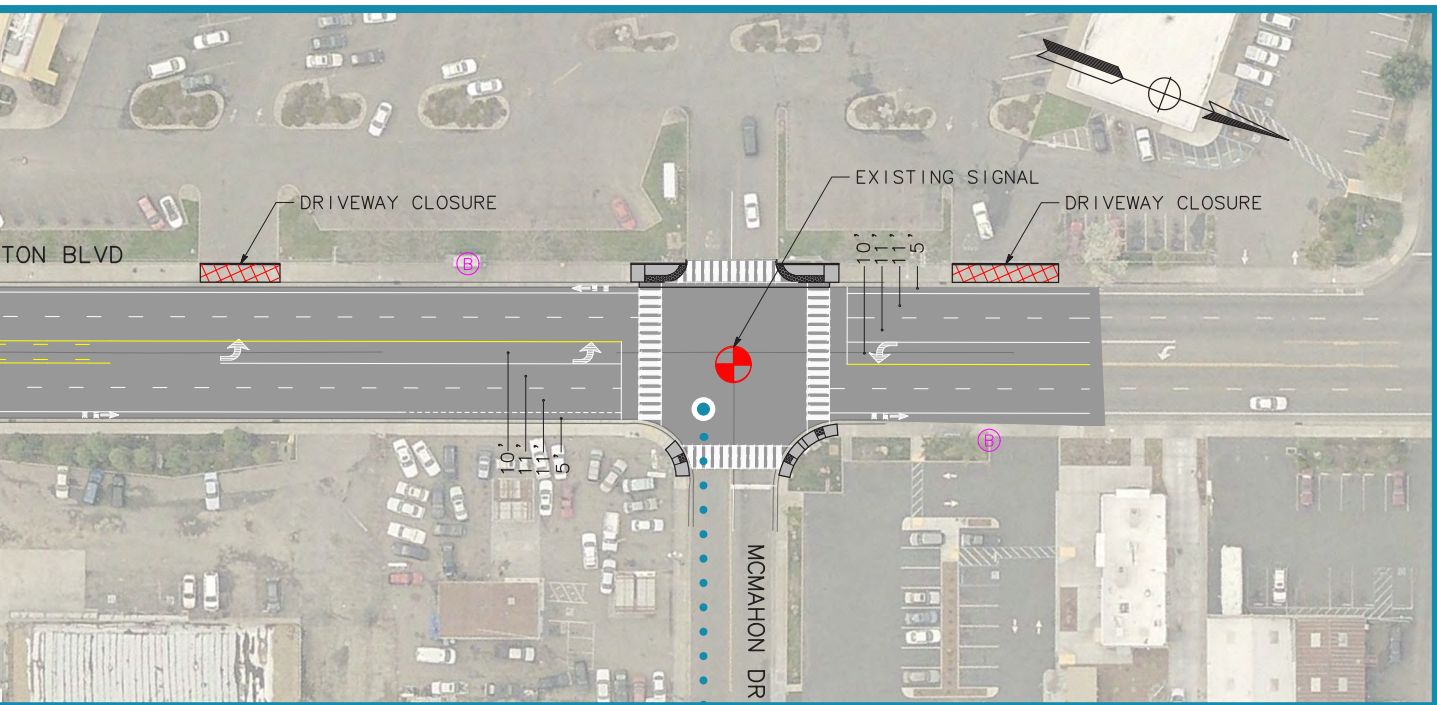 EXISTING SIGNAL
DRIVEWAY CLOSURE
DRIVEWAY CLOSURE
TON BLVD
B
10'
11'
11'
5'
10'
11'
11'
5'
B
MCMAHON DR